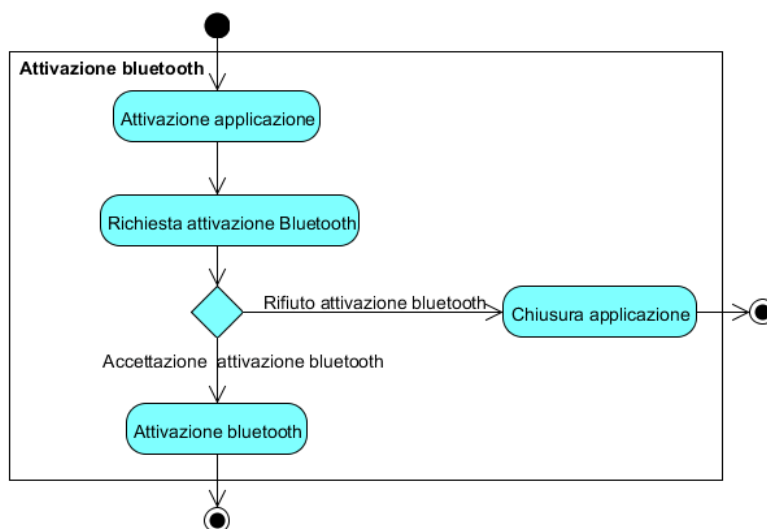 Attivazione bluetooth
Attivazione applicazione
Richiesta attivazione Bluetooth
Rifiuto attivazione bluetooth
Chiusura applicazione
Accettazione attivazione bluetooth
Attivazione bluetooth